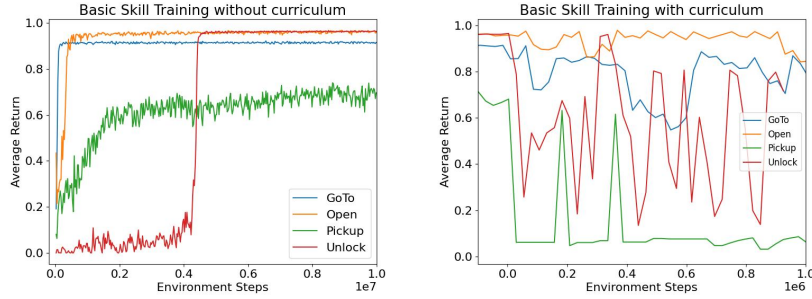 Basic Skill Training without curriculum
Average Return
1.0
0.8
0.6
0.4
0.2
0.0
GoTo
Open
Pickup
Unlock
0.0 0.2 0.4 0.6 0.8 1.0
1e7
Environment Steps
Basic Skill Training with curriculum
Average Return
1.0
0.8
0.6
0.4
0.2
0.0
GoTo
Open
Pickup
Unlock
0.0 0.2 0.4 0.6 0.8 1.0
1e6
Environment Steps